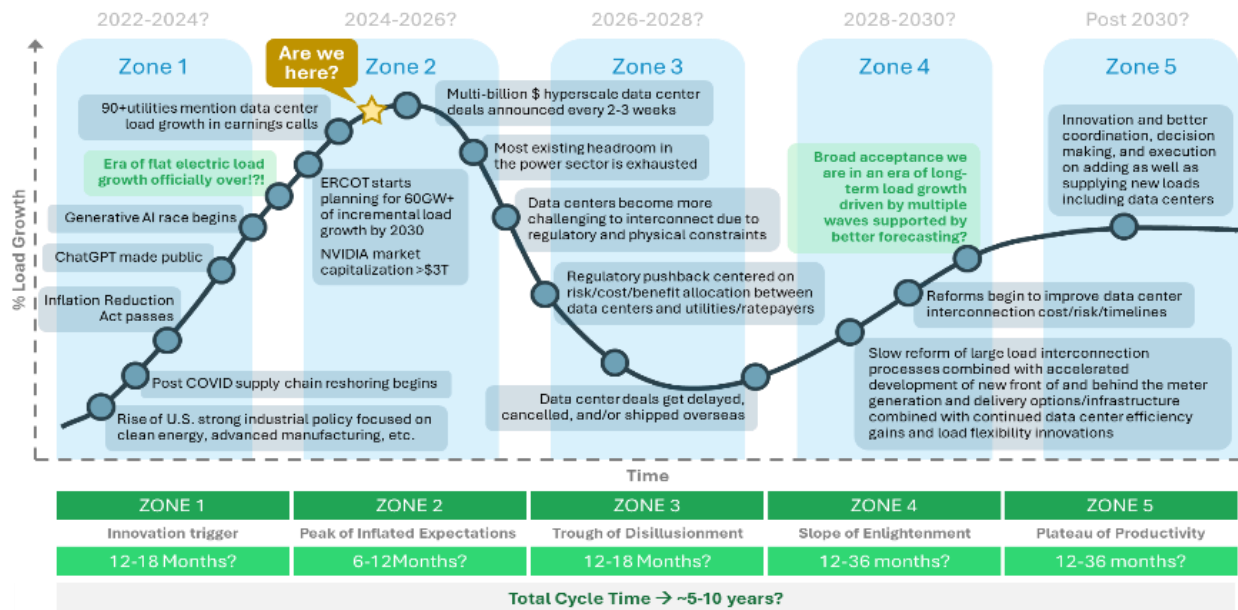 2022-2024?
2024-2026?
2026-2028?
2028-2030?
Post 2030?
Zone 1
Are we
here?
Zone 2
Zone 3
Zone 4
Zone 5
90+utilities mention data center
load growth in earnings calls
Era of flat electric load
growth officially over!?!
Generative AI race begins
ChatGPT made public
Inflation Reduction
Act passes
Post COVID supply chain reshoring begins
Rise of U.S. strong industrial policy focused on
clean energy, advanced manufacturing, etc.
ERCOT starts
planning for 60GW+
of incremental load
growth by 2030
NVIDIA market
capitalization >$3T
Multi-billion $ hyperscale data center
deals announced every 2-3 weeks
Most existing headroom in
the power sector is exhausted
Data centers become more
challenging to interconnect due to
regulatory and physical constraints
Regulatory pushback centered on
risk/cost/benefit allocation between
data centers and utilities/ratepayers
Data center deals get delayed,
cancelled, and/or shipped overseas
Broad acceptance we
are in an era of long-
term load growth
driven by multiple
waves supported by
better forecasting?
Reforms begin to improve data center
interconnection cost/risk/timelines
Slow reform of large load interconnection
processes combined with accelerated
development of new front of and behind the meter
generation and delivery options/infrastructure
combined with continued data center efficiency
gains and load flexibility innovations
Innovation and better
coordination, decision
making, and execution
on adding as well as
supplying new loads
including data centers
% Load Growth
Time
ZONE 1
ZONE 2
ZONE 3
ZONE 4
ZONE 5
Innovation trigger
Peak of Inflated Expectations
Trough of Disillusionment
Slope of Enlightenment
Plateau of Productivity
12-18 Months?
6-12Months?
12-18 Months?
12-36 months?
12-36 months?
Total Cycle Time → ~5-10 years?